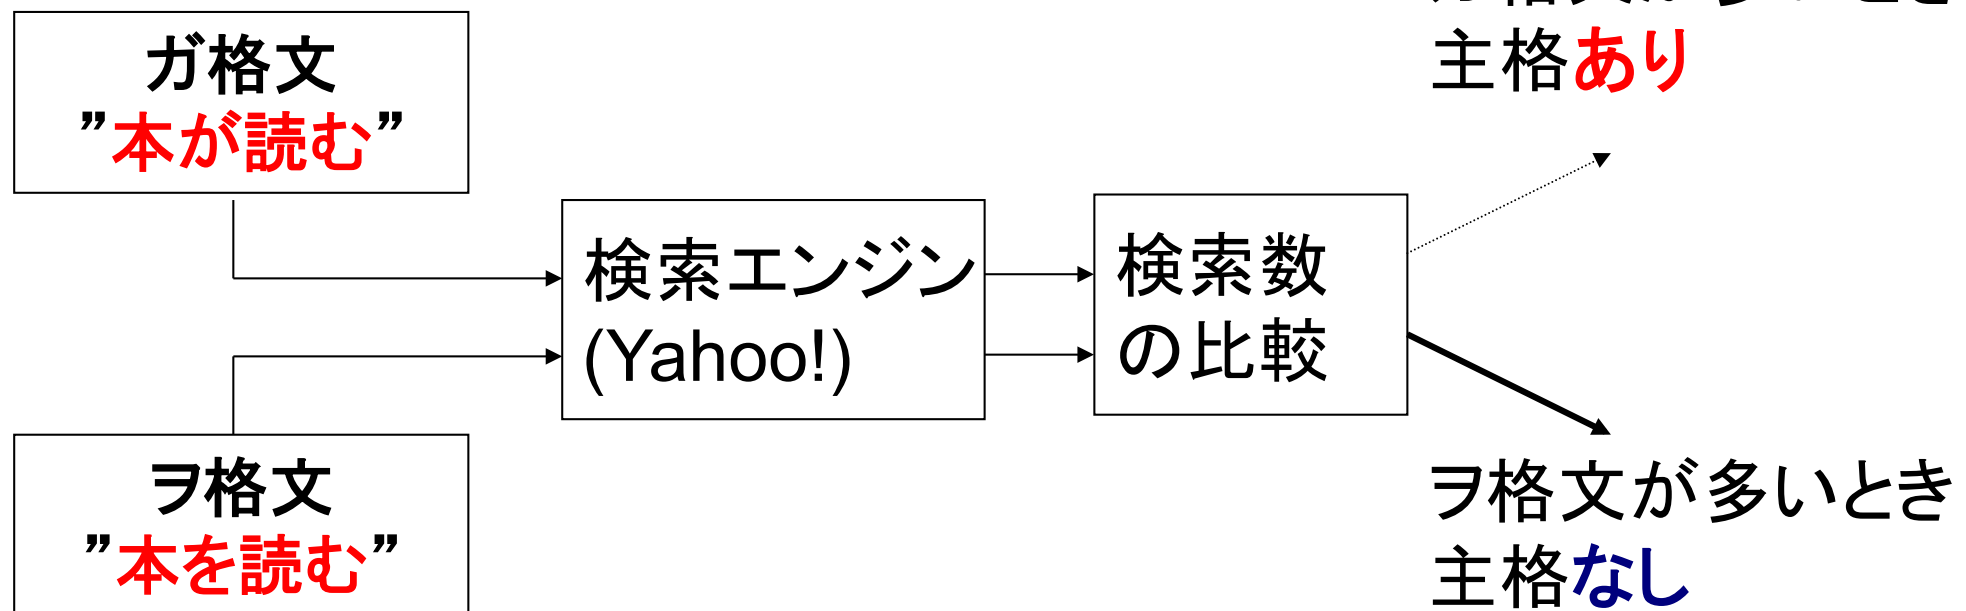 ガ格文
”本が読む”
ヲ格文
”本を読む”
検索エンジン
(Yahoo!)
検索数
の比較
主格あり
ヲ格文が多いとき
主格なし